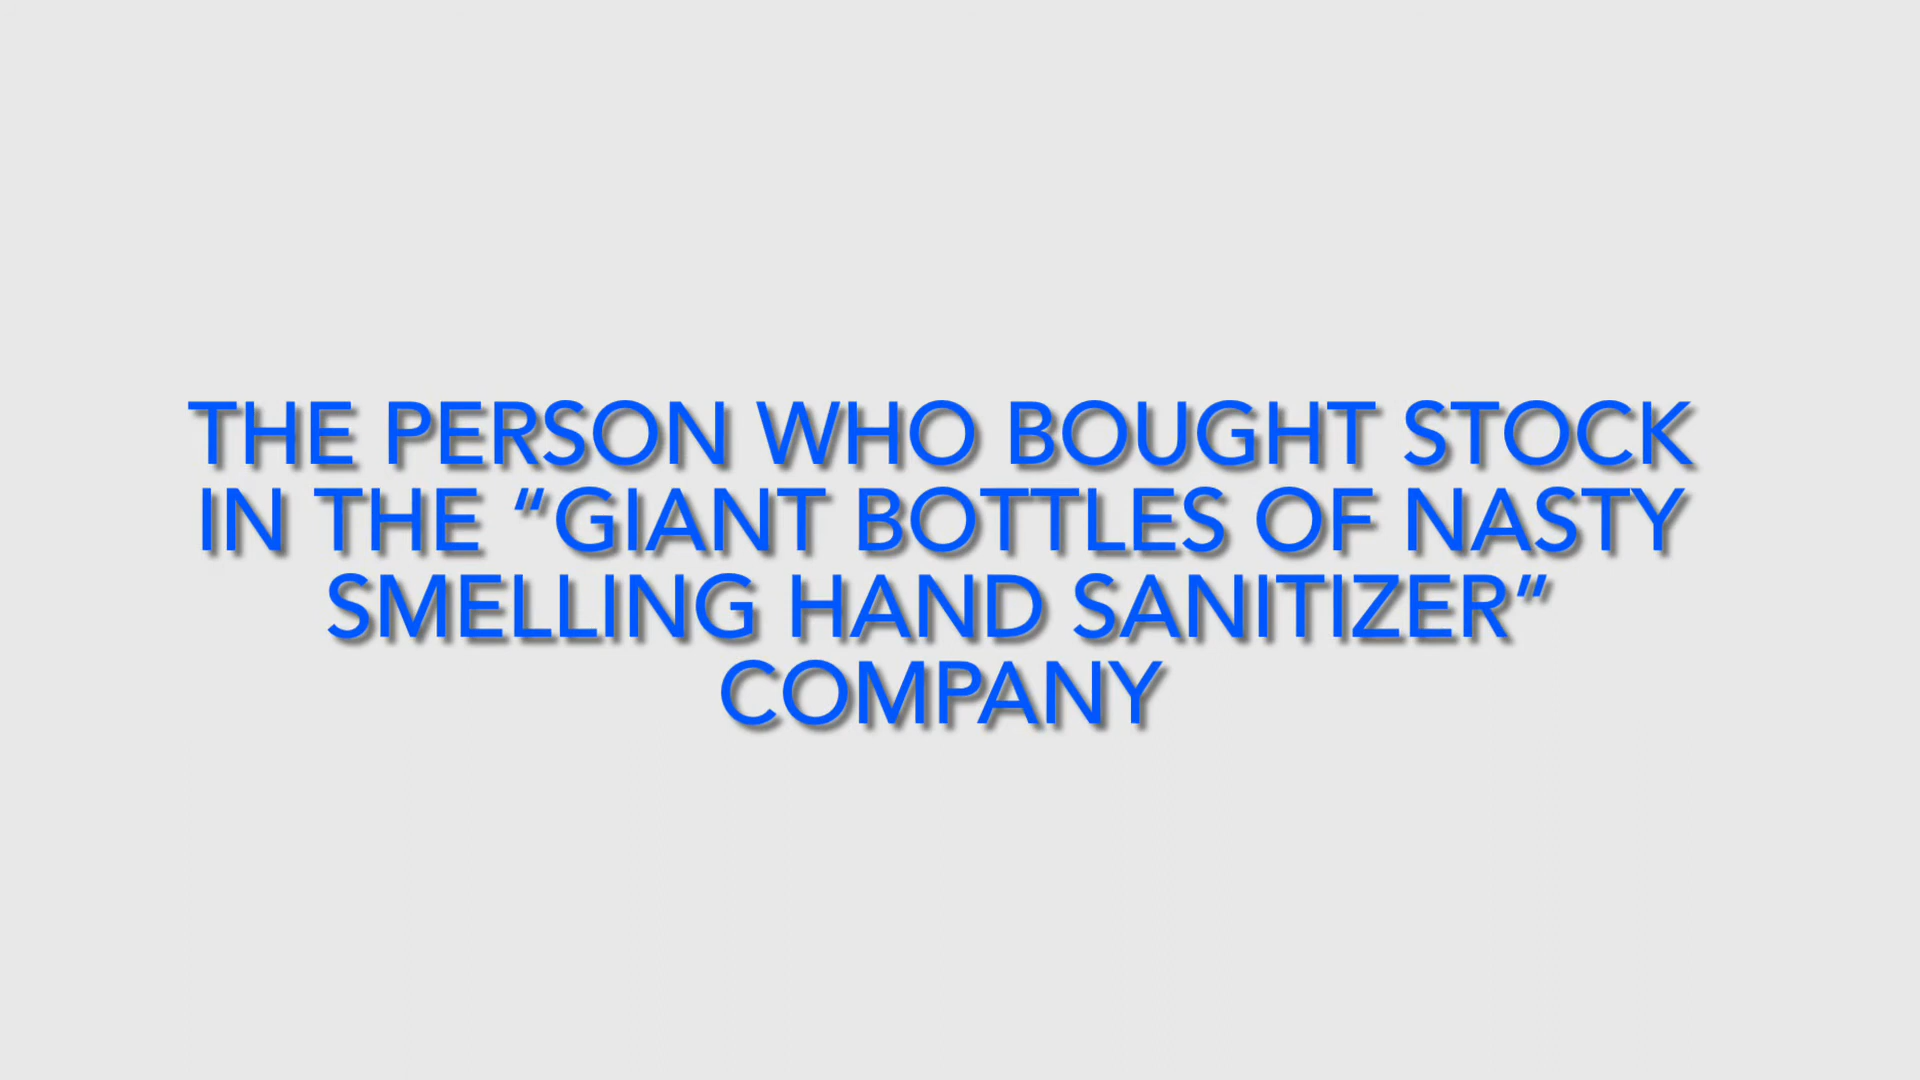 THE PERSON WHO BOUGHT STOCK
IN THE “GIANT BOTTLES OF NASTY
SMELLING HAND SANITIZER”
COMPANY